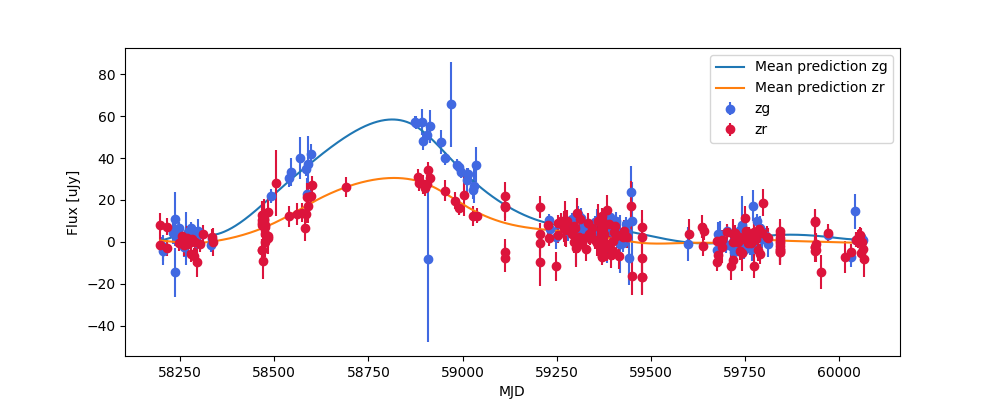 80
60
40
20
0
−20
−40
Flux [uJy]
58250
58500
58750
59000
59250
59500
59750
60000
MJD
Mean prediction zg
Mean prediction zr
zg
zr